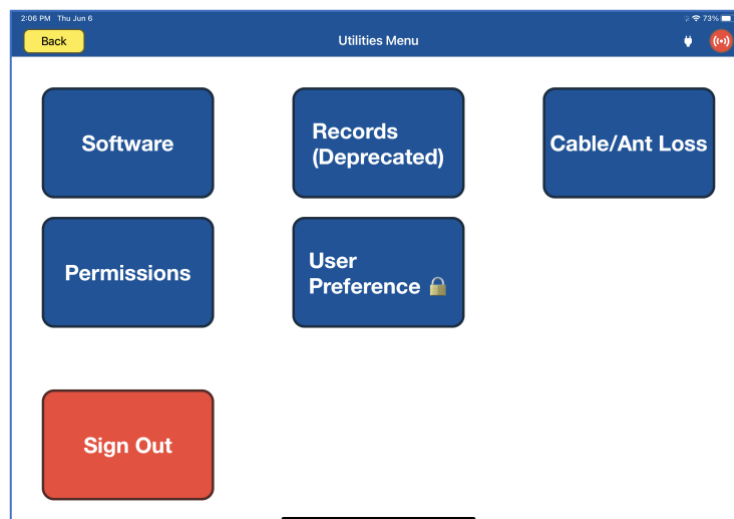 2:06 PM Thu Jun 6
73%
Back
Utilities Menu
Software
Records
(Deprecated)
Cable/Ant Loss
Permissions
User
Preference
Sign Out